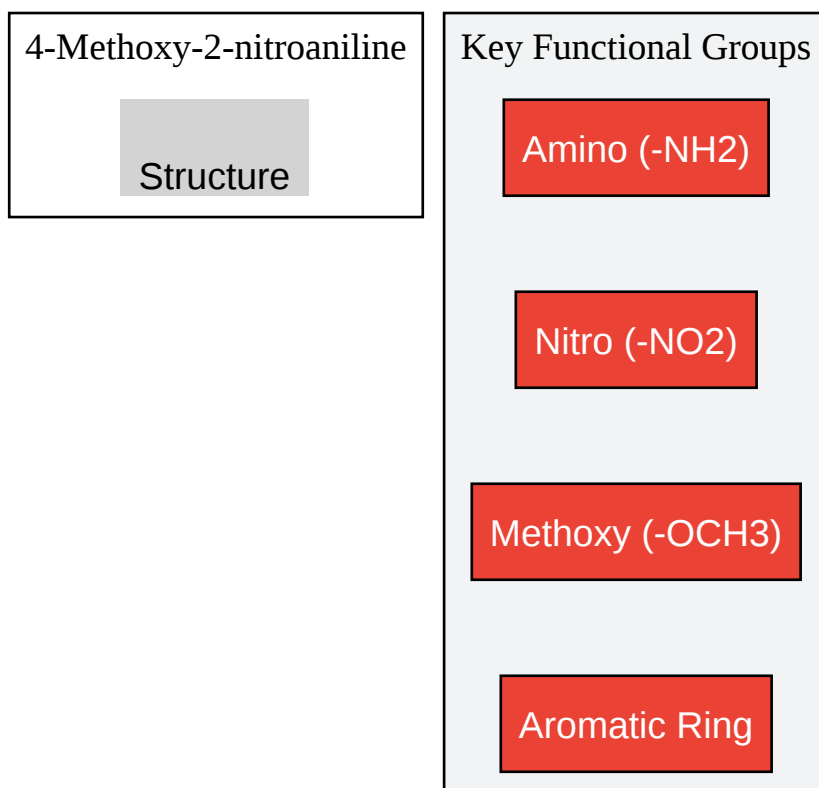 4-Methoxy-2-nitroaniline
Structure
Key Functional Groups
Amino (-NH2)
Nitro (-NO2)
Methoxy (-OCH3)
Aromatic Ring